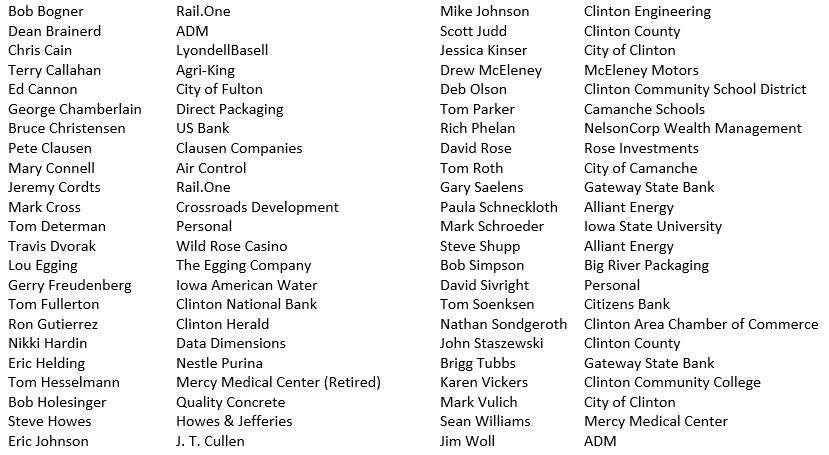 Bob Bogner Rail.One
Dean Brainerd ADM
Chris Cain LyondellBasell
Terry Callahan Agri-King
Ed Cannon City of Fulton
George Chamberlain Direct Packaging
Bruce Christensen US Bank
Pete Clausen Clausen Companies
Mary Connell Air Control
Jeremy Cordts Rail.One
Mark Cross Crossroads Development
Tom Determan Personal
Travis Dvorak Wild Rose Casino
Lou Egging The Egging Company
Gerry Freudenberg Iowa American Water
Tom Fullerton Clinton National Bank
Ron Gutierrez Clinton Herald
Nikki Hardin Data Dimensions
Eric Helding Nestle Purina
Tom Hesselmann Mercy Medical Center (Retired)
Bob Holesinger Quality Concrete
Steve Howes Howes & Jefferies
Eric Johnson J. T. Cullen
Mike Johnson Clinton Engineering
Scott Judd Clinton County
Jessica Kinser City of Clinton
Drew McEleney McEleney Motors
Deb Olson Clinton Community School District
Tom Parker Camanche Schools
Rich Phelan NelsonCorp Wealth Management
David Rose Rose Investments
Tom Roth City of Camanche
Gary Saelens Gateway State Bank
Paula Schneckloth Alliant Energy
Mark Schroeder Iowa State University
Steve Shupp Alliant Energy
Bob Simpson Big River Packaging
David Sivright Personal
Tom Soenksen Citizens Bank
Nathan Sondgeroth Clinton Area Chamber of Commerce
John Staszewski Clinton County
Brigg Tubbs Gateway State Bank
Karen Vickers Clinton Community College
Mark Vulich City of Clinton
Sean Williams Mercy Medical Center
Jim Woll ADM